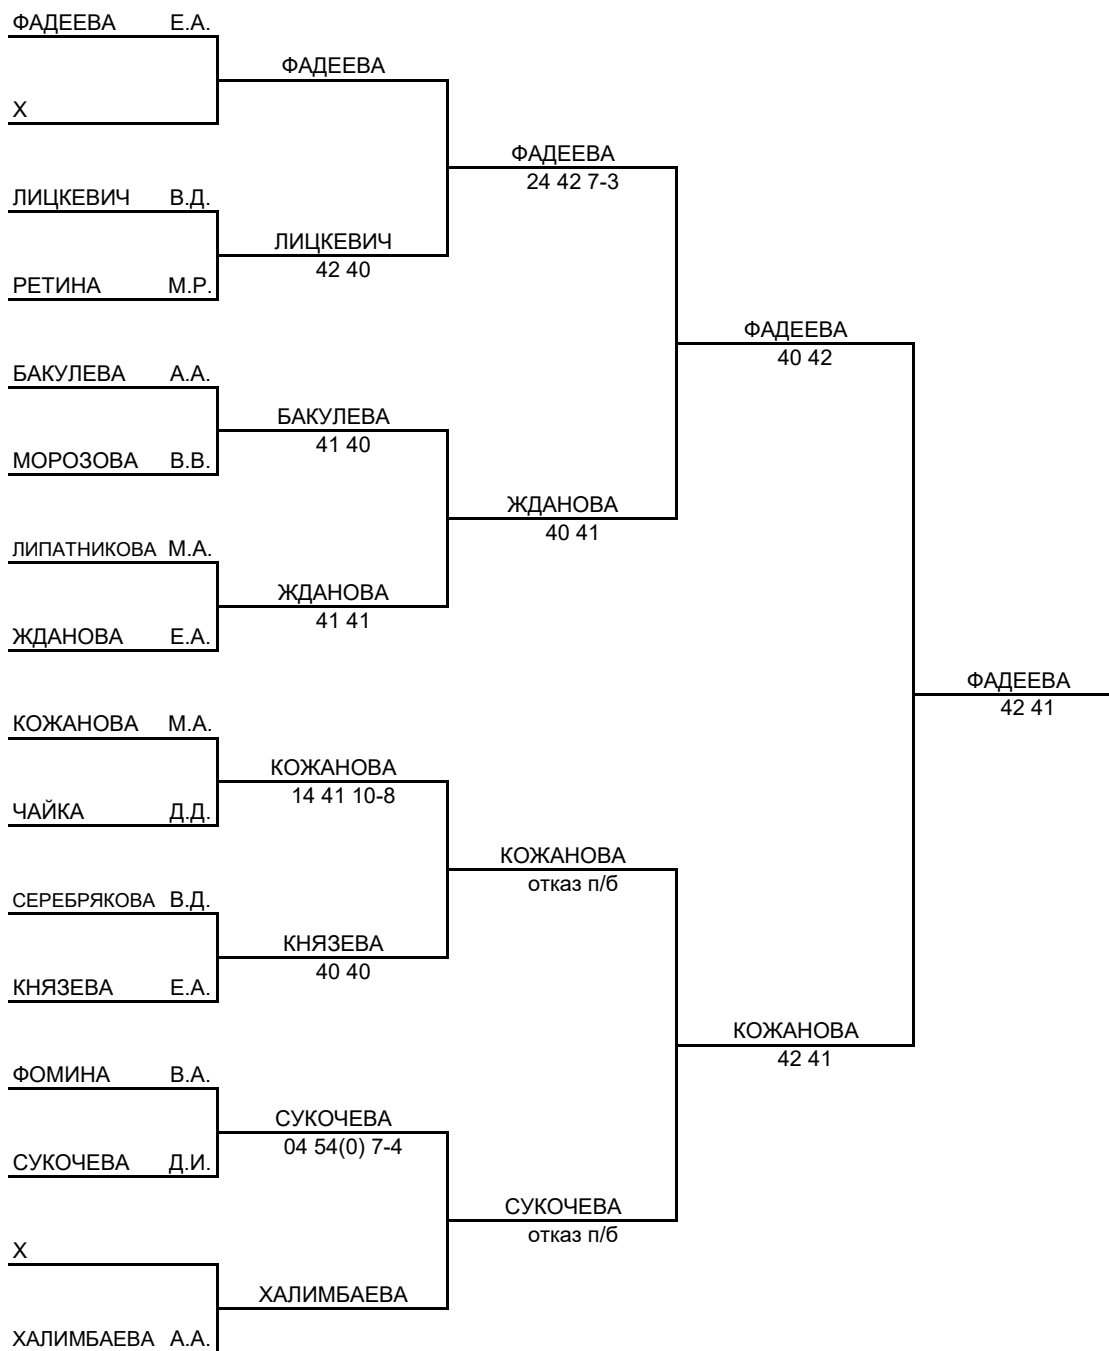 ФАДЕЕВА Е.А.
ФАДЕЕВА
Х
ФАДЕЕВА
24 42 7-3
ЛИЦКЕВИЧ В.Д.
ЛИЦКЕВИЧ
42 40
РЕТИНА М.Р.
ФАДЕЕВА
40 42
БАКУЛЕВА А.А.
БАКУЛЕВА
41 40
МОРОЗОВА В.В.
ЖДАНОВА
40 41
ЛИПАТНИКОВА М.А.
ЖДАНОВА
41 41
ЖДАНОВА Е.А.
ФАДЕЕВА
42 41
КОЖАНОВА М.А.
КОЖАНОВА
14 41 10-8
ЧАЙКА Д.Д.
КОЖАНОВА
отказ п/б
СЕРЕБРЯКОВА В.Д.
КНЯЗЕВА
40 40
КНЯЗЕВА Е.А.
КОЖАНОВА
42 41
ФОМИНА В.А.
СУКОЧЕВА
04 54(0) 7-4
СУКОЧЕВА Д.И.
СУКОЧЕВА
отказ п/б
Х
ХАЛИМБАЕВА
ХАЛИМБАЕВА А.А.